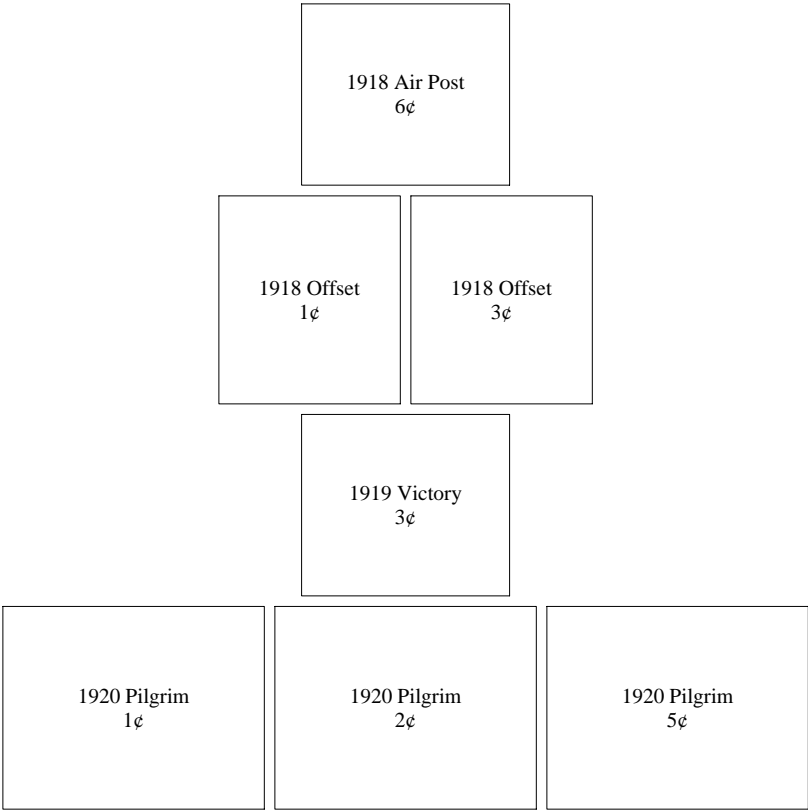 1918 Air Post
6¢
1918 Offset
1¢
1918 Offset
3¢
1919 Victory
3¢
1920 Pilgrim
1¢
1920 Pilgrim
2¢
1920 Pilgrim
5¢